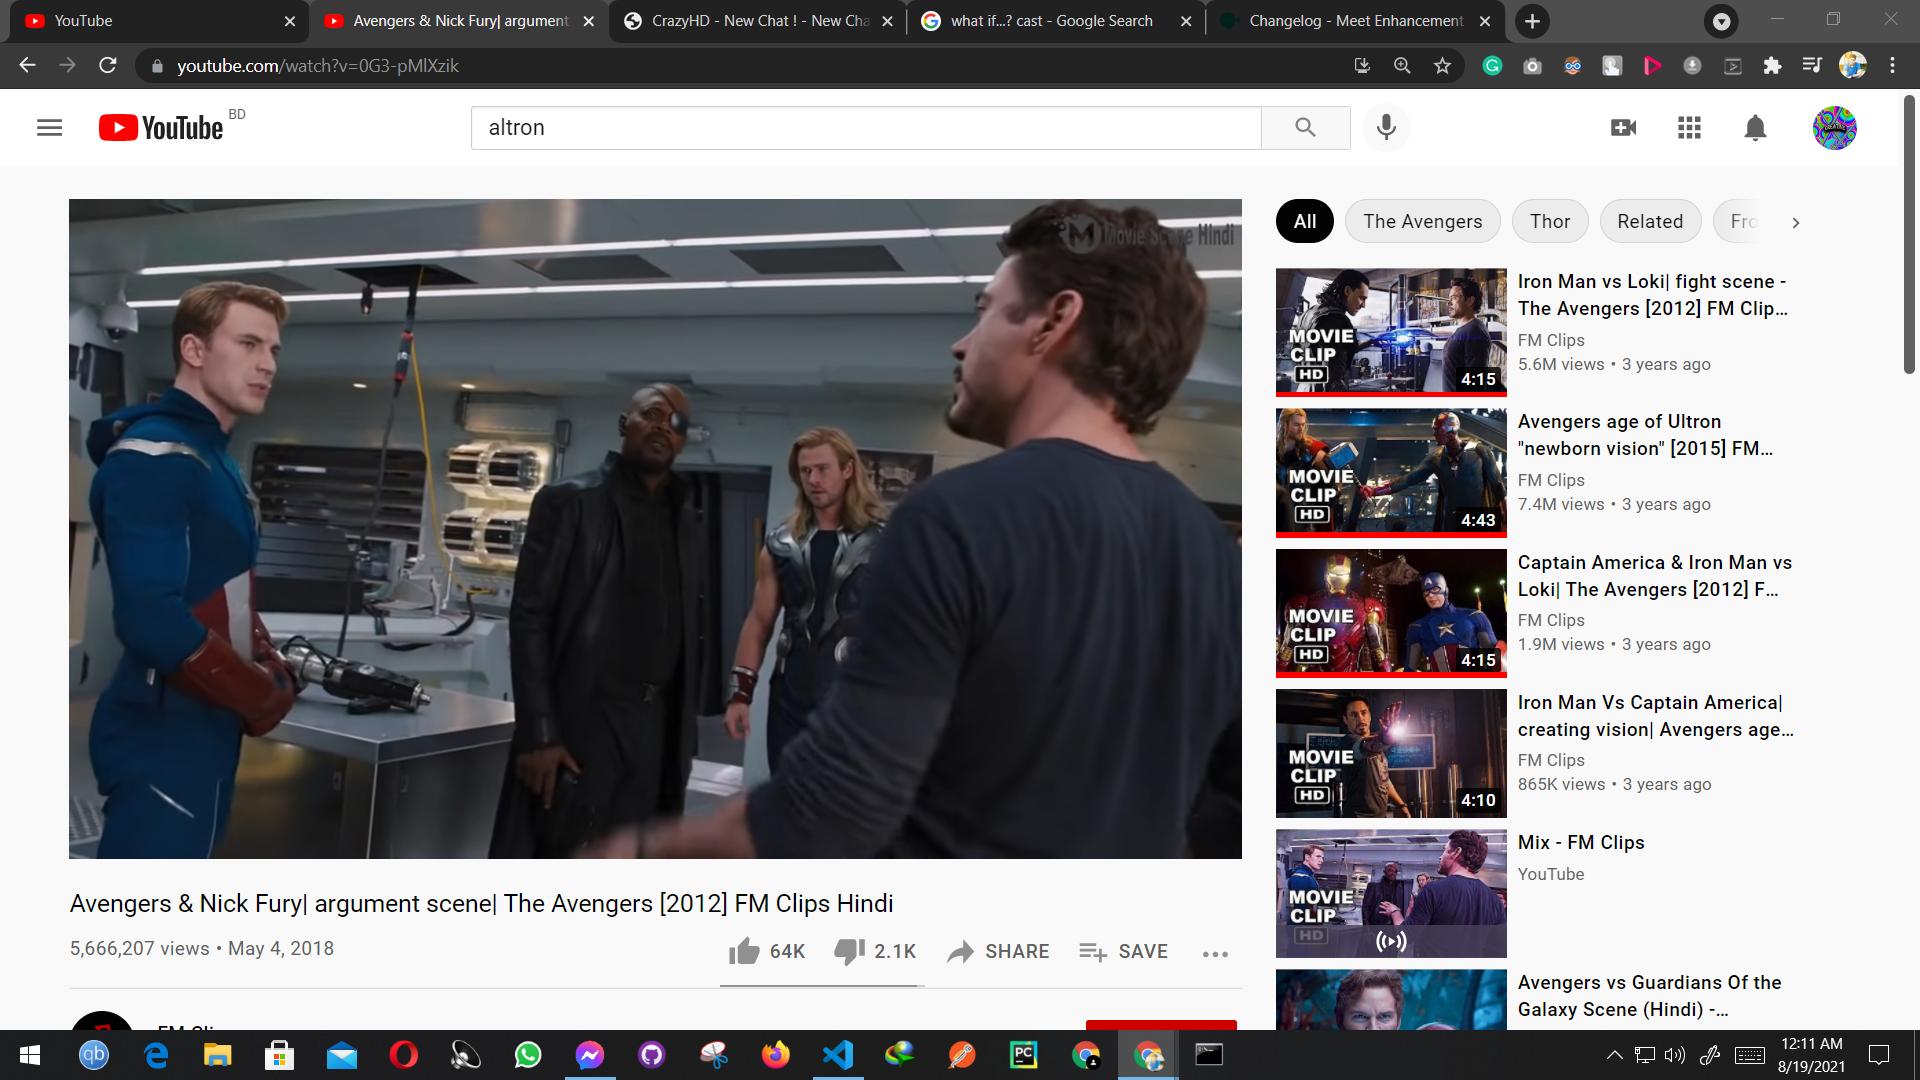 YouTube
Avengers & Nick Fury| argument
CrazyHD - New Chat ! - New Cha
what if...? cast - Google Search
Changelog - Meet Enhancement
youtube.com/watch?v=0G3-pMlXzik
YouTube BD
altron
Movie Scene Hindi
All
The Avengers
Thor
Related
Fro
Iron Man vs Loki| fight scene -
The Avengers [2012] FM Clip...
FM Clips
5.6M views • 3 years ago
MOVIE
CLIP
HD
4:15
Avengers age of Ultron
"newborn vision" [2015] FM...
FM Clips
7.4M views • 3 years ago
MOVIE
CLIP
HD
4:43
Captain America & Iron Man vs
Loki| The Avengers [2012] F...
FM Clips
1.9M views • 3 years ago
MOVIE
CLIP
HD
4:15
Iron Man Vs Captain America|
creating vision| Avengers age...
FM Clips
865K views • 3 years ago
MOVIE
CLIP
HD
4:10
Mix - FM Clips
YouTube
MOVIE
CLIP
HD
Avengers vs Guardians Of the
Galaxy Scene (Hindi) -...
Avengers & Nick Fury| argument scene| The Avengers [2012] FM Clips Hindi
5,666,207 views • May 4, 2018
64K
2.1K
SHARE
SAVE
qb
PC
12:11 AM
8/19/2021